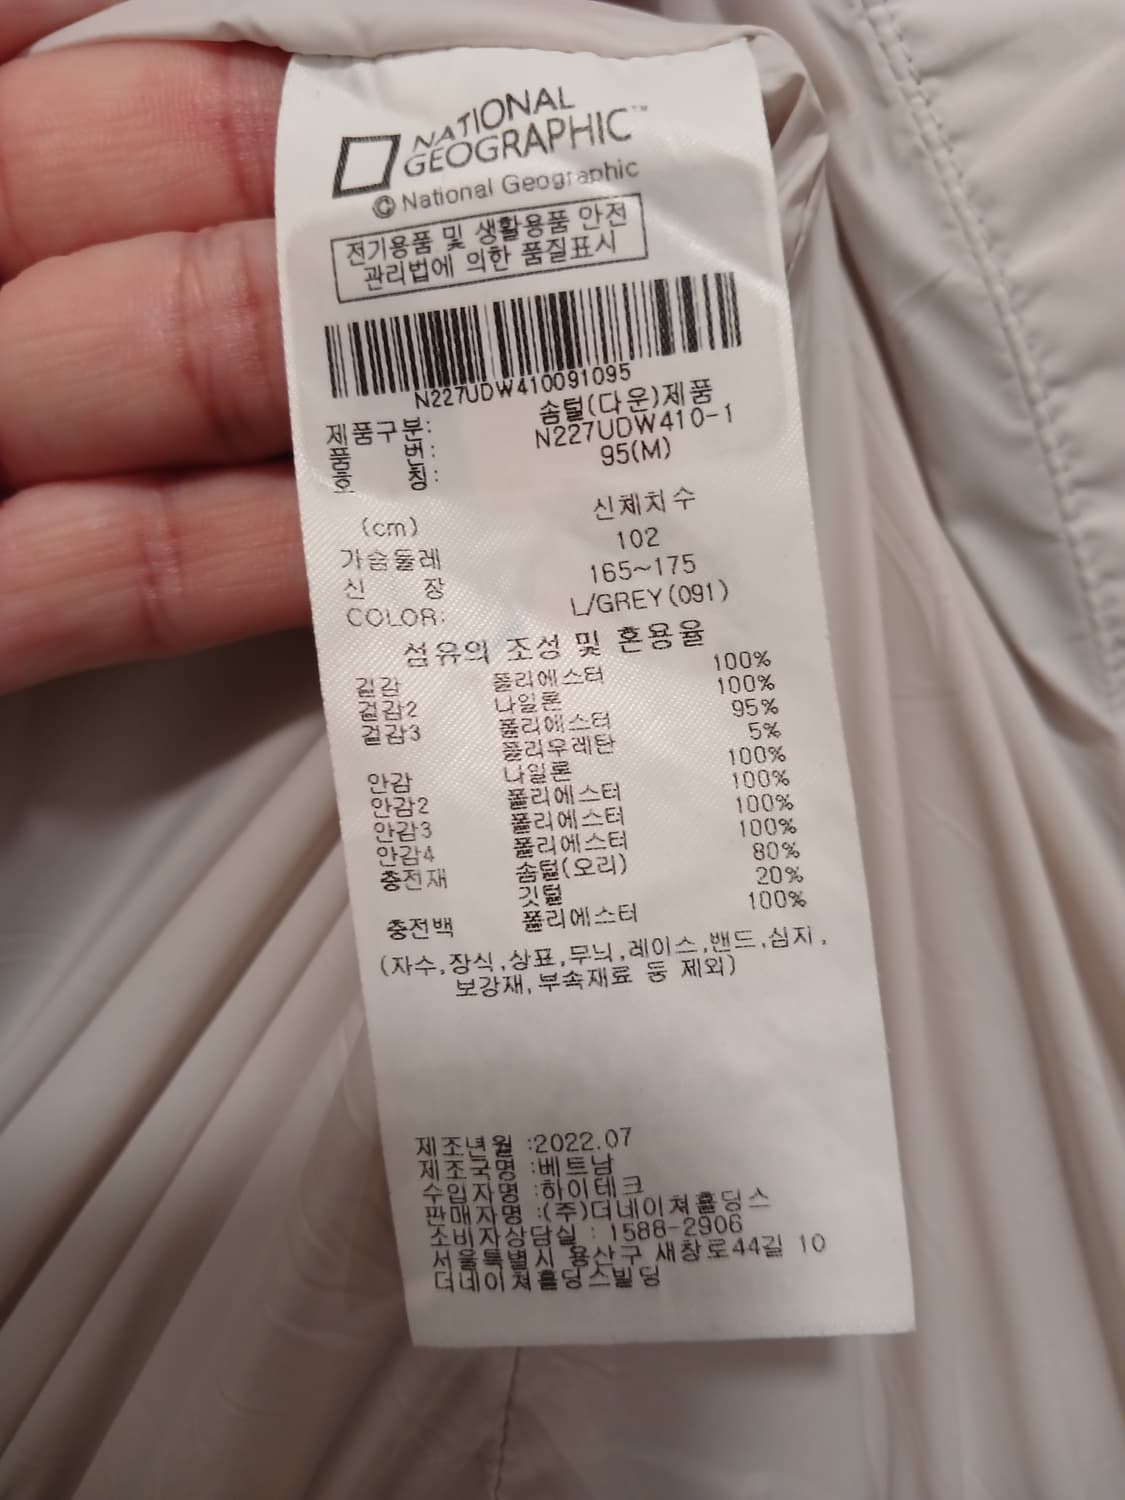 NATIONAL
GEOGRAPHIC™
© National Geographic
전기용품 및 생활용품 안전
관리법에 의한 품질표시
N227UDW410091095
제품구분: 솜털(다운)제품
품 번: N227UDW410-1
호 칭: 95(M)
(cm) 신체치수
가슴둘레 102
신 장 165~175
COLOR: L/GREY(091)
섬유의 조성 및 혼용율
겉감 폴리에스터 100%
겉감2 나일론 100%
겉감3 폴리에스터 95%
폴리우레탄 5%
안감 나일론 100%
안감2 폴리에스터 100%
안감3 폴리에스터 100%
안감4 폴리에스터 100%
충전재 솜털(오리) 80%
깃털 20%
충전백 폴리에스터 100%
(자수,장식,상표,무늬,레이스,밴드,심지,
보강재,부속재료 등 제외)
제조년월 :2022.07
제조국명 :베트남
수입자명 :하이테크
판매자명 :(주)더네이쳐홀딩스
소비자상담실 : 1588-2906
서울특별시 용산구 새창로44길 10
더네이쳐홀딩스빌딩